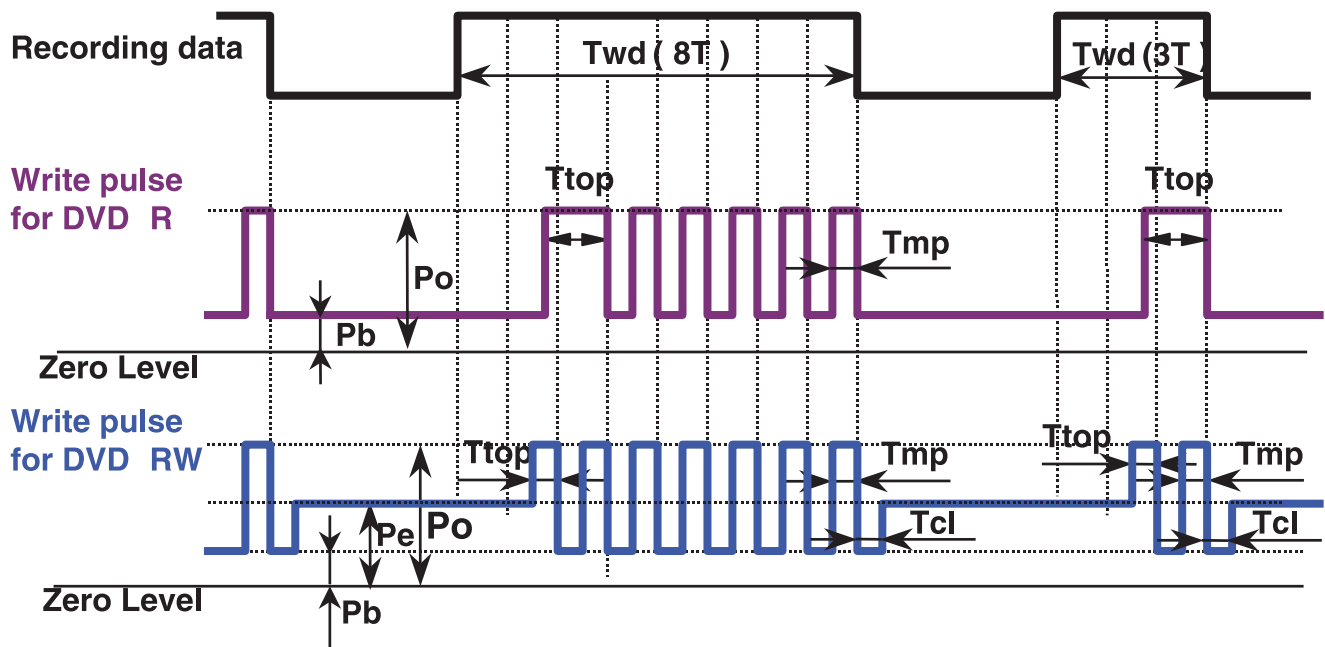 Recording data
Twd ( 8T )
Twd (3T )
Write pulse
for DVD R
Ttop
Ttop
Po
Tmp
Pb
Zero Level
Write pulse
for DVD RW
Ttop
Tmp
Ttop
Tmp
Pe
Po
Tcl
Tcl
Zero Level
Pb